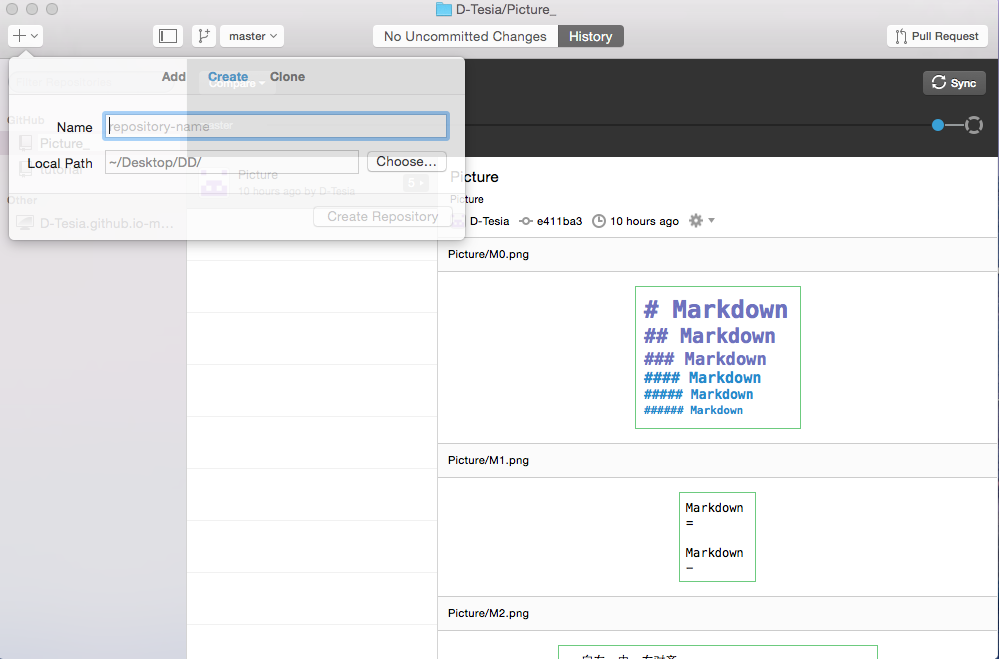 D-Tesia/Picture_
master
No Uncommitted Changes
History
Pull Request
Add
Create
Clone
Compare
Sync
GitHub
Name
repository-name
master
Picture_
Local Path
~/Desktop/DD/
Choose...
tutorial
Picture
10 hours ago by D-Tesia
5
Other
D-Tesia.github.io-m...
Create Repository
Picture
Picture
D-Tesia
e411ba3
10 hours ago
Picture/M0.png
# Markdown
## Markdown
### Markdown
#### Markdown
##### Markdown
###### Markdown
Picture/M1.png
Markdown
=
Markdown
-
Picture/M2.png